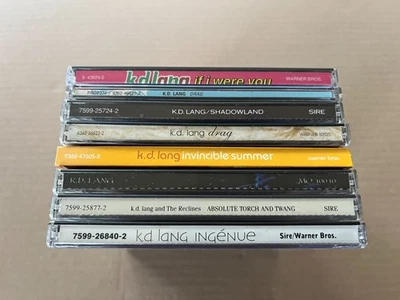 k.d. lang if i were you WARNER BROS.
K.D. LANG DRAG
7599-25724-2 K.D. LANG/SHADOWLAND SIRE
k.d. lang drag
k.d. lang invincible summer warner bros.
K.D. LANG
7599-25877-2 k.d. lang and The Reclines - ABSOLUTE TORCH AND TWANG SIRE
7599-26840-2 k.d. lang ingénue Sire/Warner Bros.